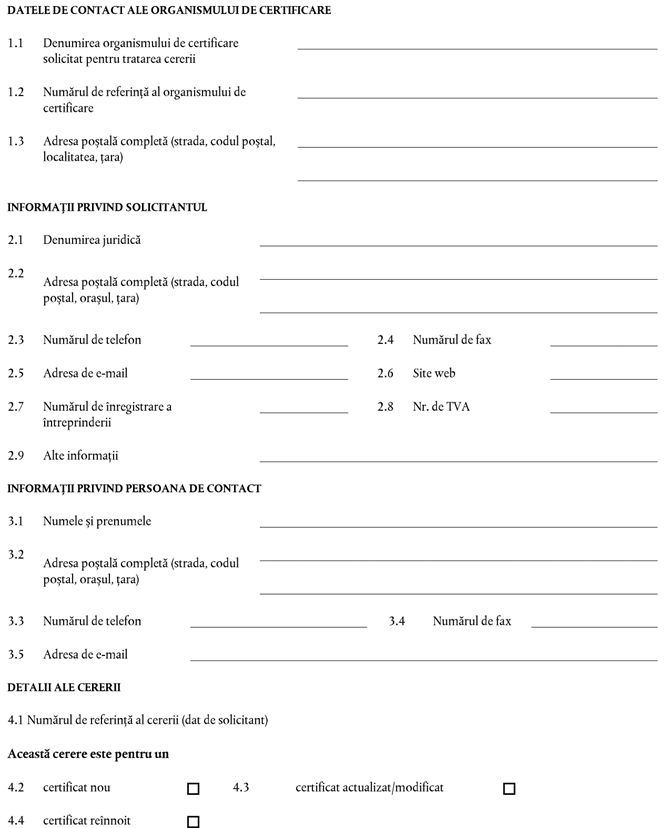 DATELE DE CONTACT ALE ORGANISMULUI DE CERTIFICARE
1.1 Denumirea organismului de certificare
solicitat pentru tratarea cererii
1.2 Numărul de referință al organismului de
certificare
1.3 Adresa poștală completă (strada, codul poștal,
localitatea, țara)
INFORMAȚII PRIVIND SOLICITANTUL
2.1 Denumirea juridică
2.2 Adresa poștală completă (strada, codul
poștal, orașul, țara)
2.3 Numărul de telefon 2.4 Numărul de fax
2.5 Adresa de e-mail 2.6 Site web
2.7 Numărul de înregistrare a 2.8 Nr. de TVA
întreprinderii
2.9 Alte informații
INFORMAȚII PRIVIND PERSOANA DE CONTACT
3.1 Numele și prenumele
3.2 Adresa poștală completă (strada, codul
poștal, orașul, țara)
3.3 Numărul de telefon 3.4 Numărul de fax
3.5 Adresa de e-mail
DETALII ALE CERERII
4.1 Numărul de referință al cererii (dat de solicitant)
Această cerere este pentru un
4.2 certificat nou 4.3 certificat actualizat/modificat
4.4 certificat reînnoit